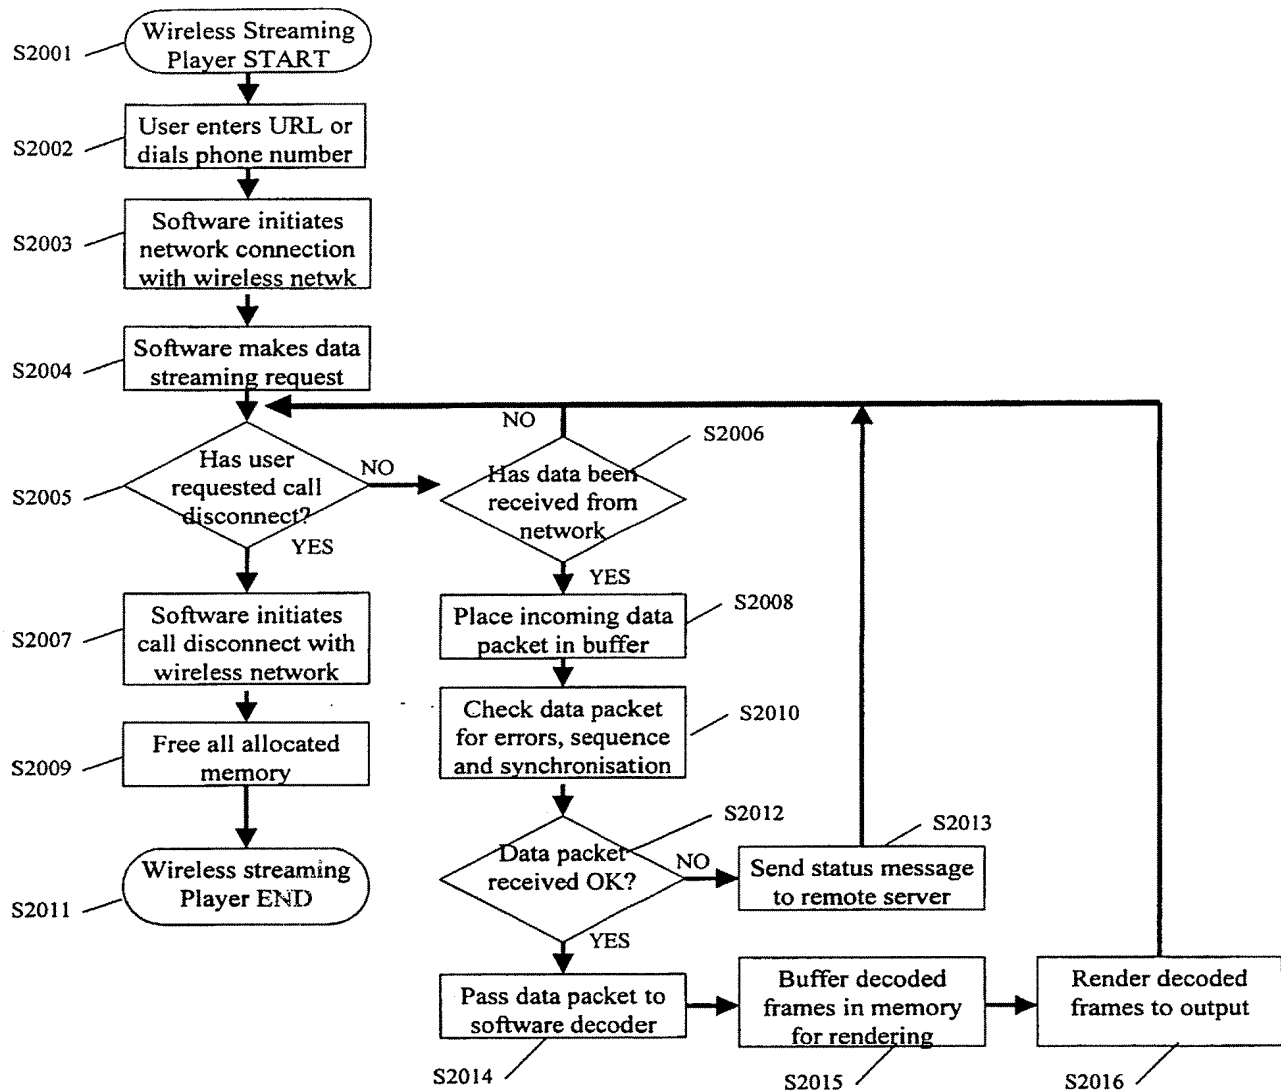 Wireless Streaming
Player START
S2001
User enters URL or
dials phone number
S2002
Software initiates
network connection
with wireless netwk
S2003
Software makes data
streaming request
S2004
Has user
requested call
disconnect?
S2005
NO
YES
Has data been
received from
network
S2006
NO
YES
Software initiates
call disconnect with
wireless network
S2007
Place incoming data
packet in buffer
S2008
Free all allocated
memory
S2009
Check data packet
for errors, sequence
and synchronisation
S2010
Wireless streaming
Player END
S2011
Data packet
received OK?
S2012
NO
YES
Send status message
to remote server
S2013
Pass data packet to
software decoder
S2014
Buffer decoded
frames in memory
for rendering
S2015
Render decoded
frames to output
S2016